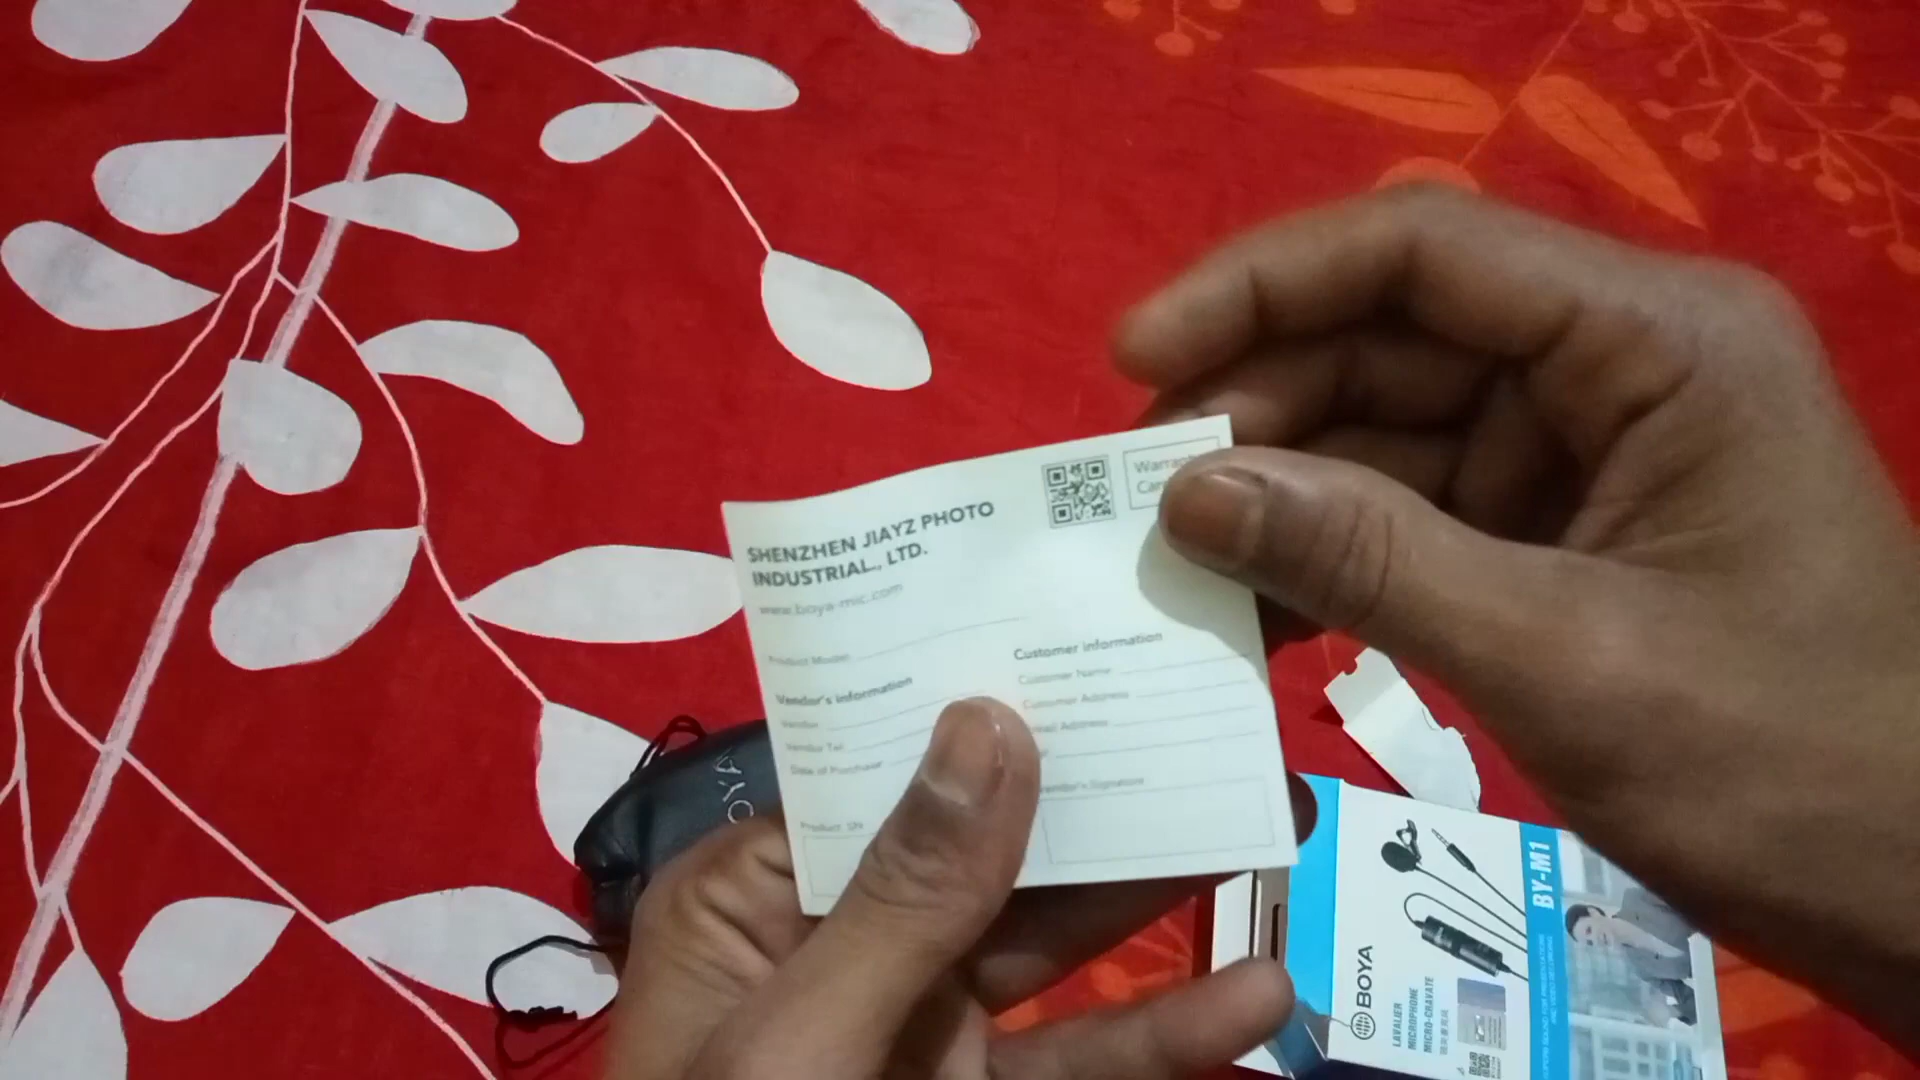 SHENZHEN JIAYZ PHOTO
INDUSTRIAL., LTD.
www.boya-mic.com
Product Model:
Vendor's information
Vendor
Vendor Tel
Date of Purchase
Product SN
Customer information
Customer Name
Customer Address
Address
Vendor's Signature
BOYA
BY-M1
LAVALIER
MICROPHONE
MICRO-CRAVATE